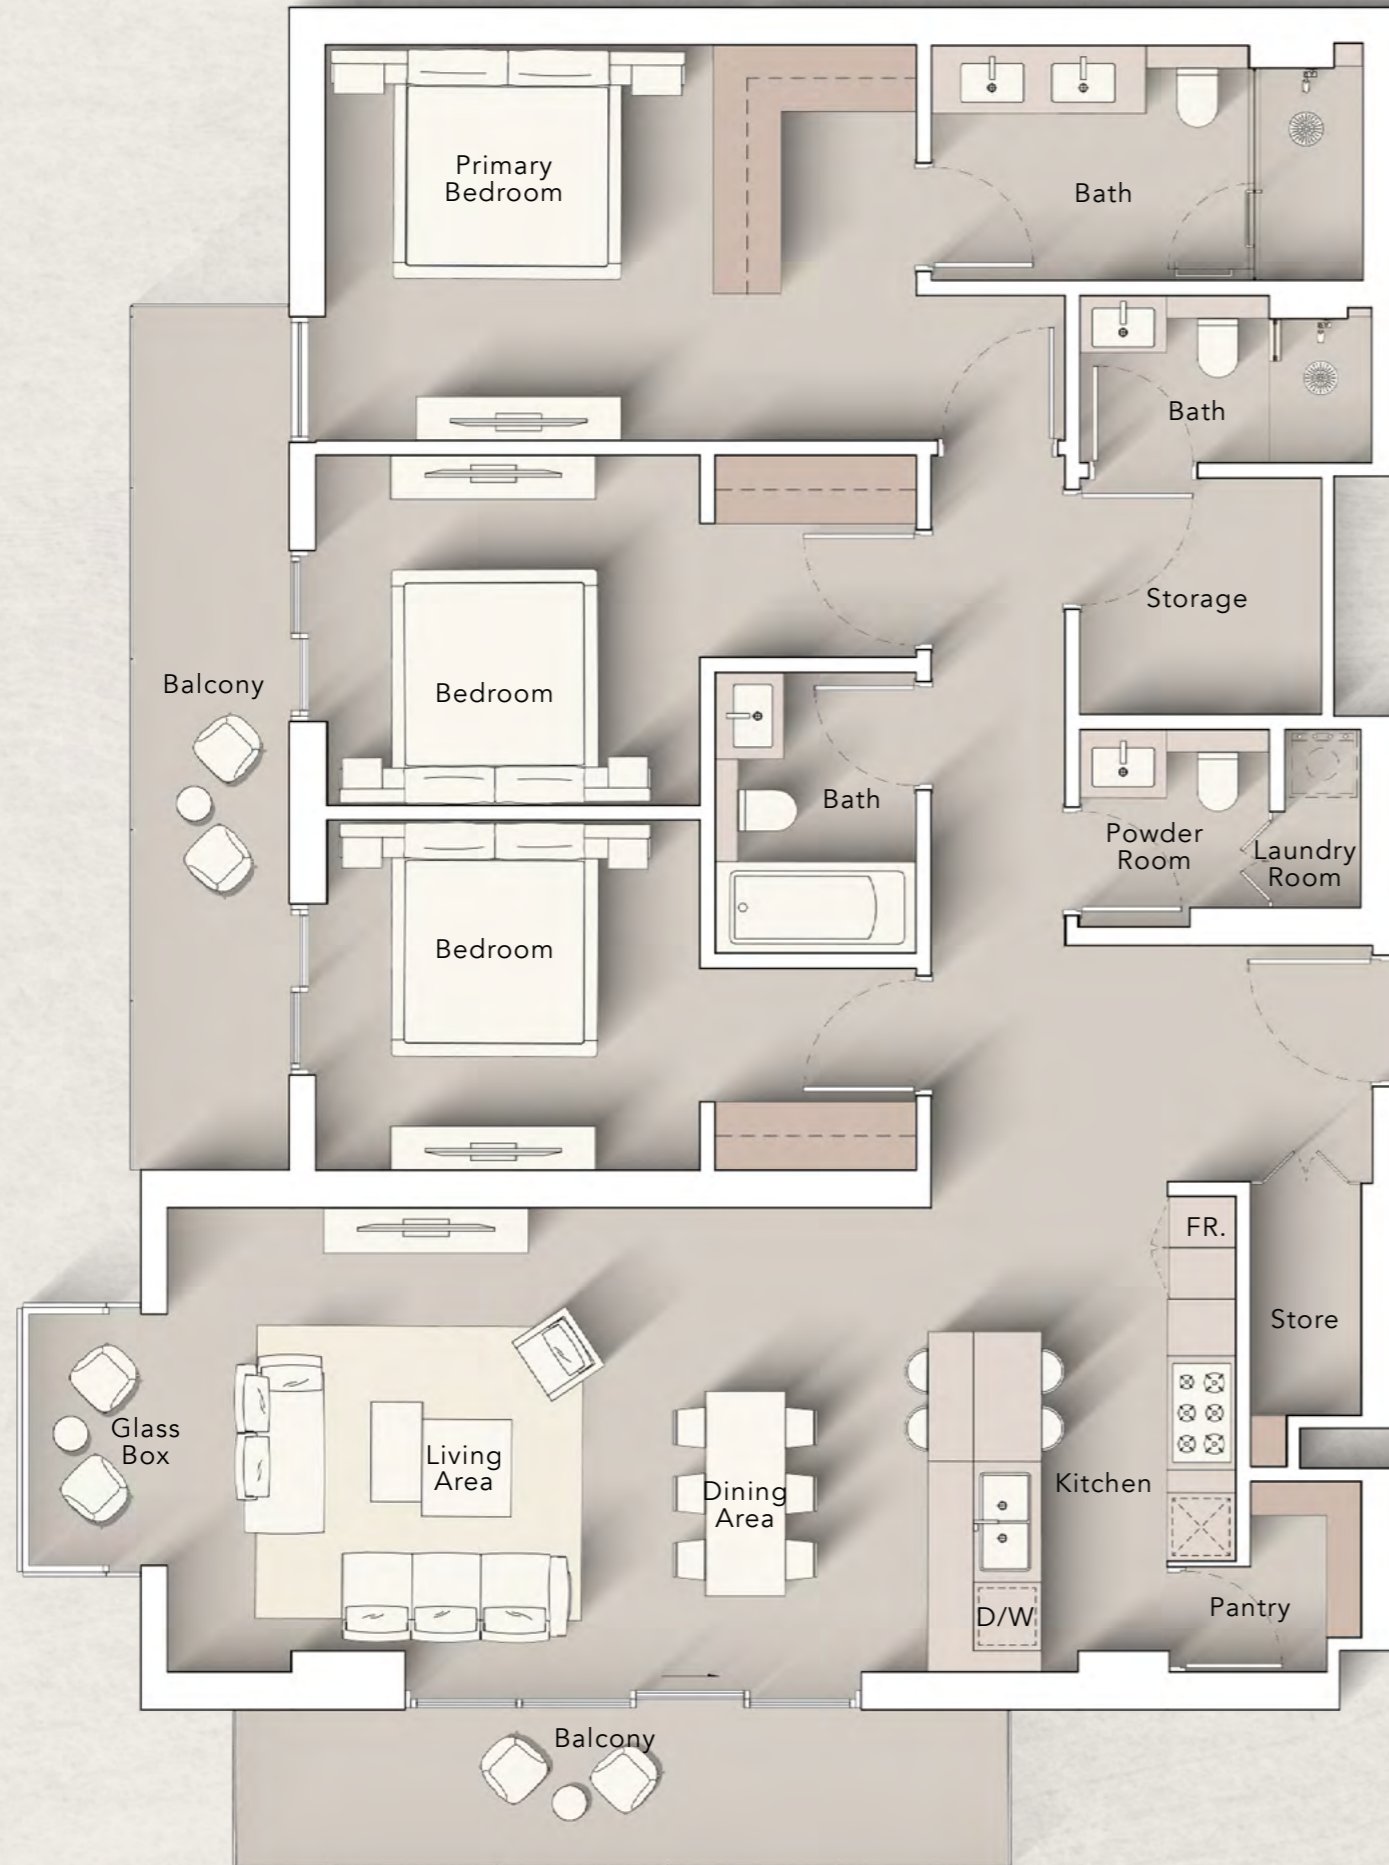 Primary
Bedroom
Bath
Bath
Storage
Balcony
Bedroom
Bath
Powder
Room
Laundry
Room
Bedroom
FR.
Store
Glass
Box
Living
Area
Dining
Area
Kitchen
Pantry
D/W
Balcony